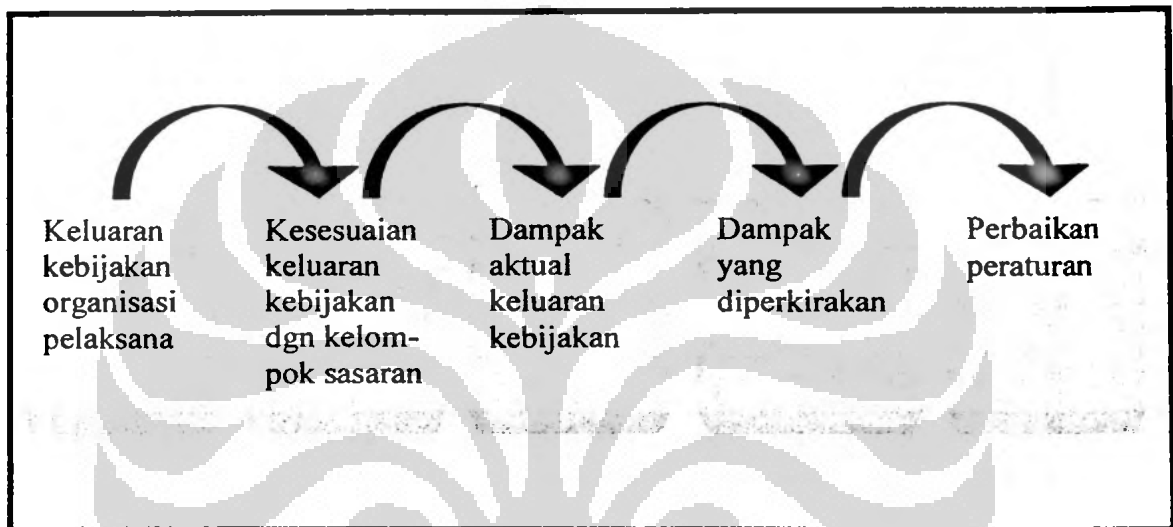 Keluaran
kebijakan
organisasi
pelaksana
Kesesuaian
keluaran
kebijakan
dgn kelom-
pok sasaran
Dampak
aktual
keluaran
kebijakan
Dampak
yang
diperkirakan
Perbaikan
peraturan